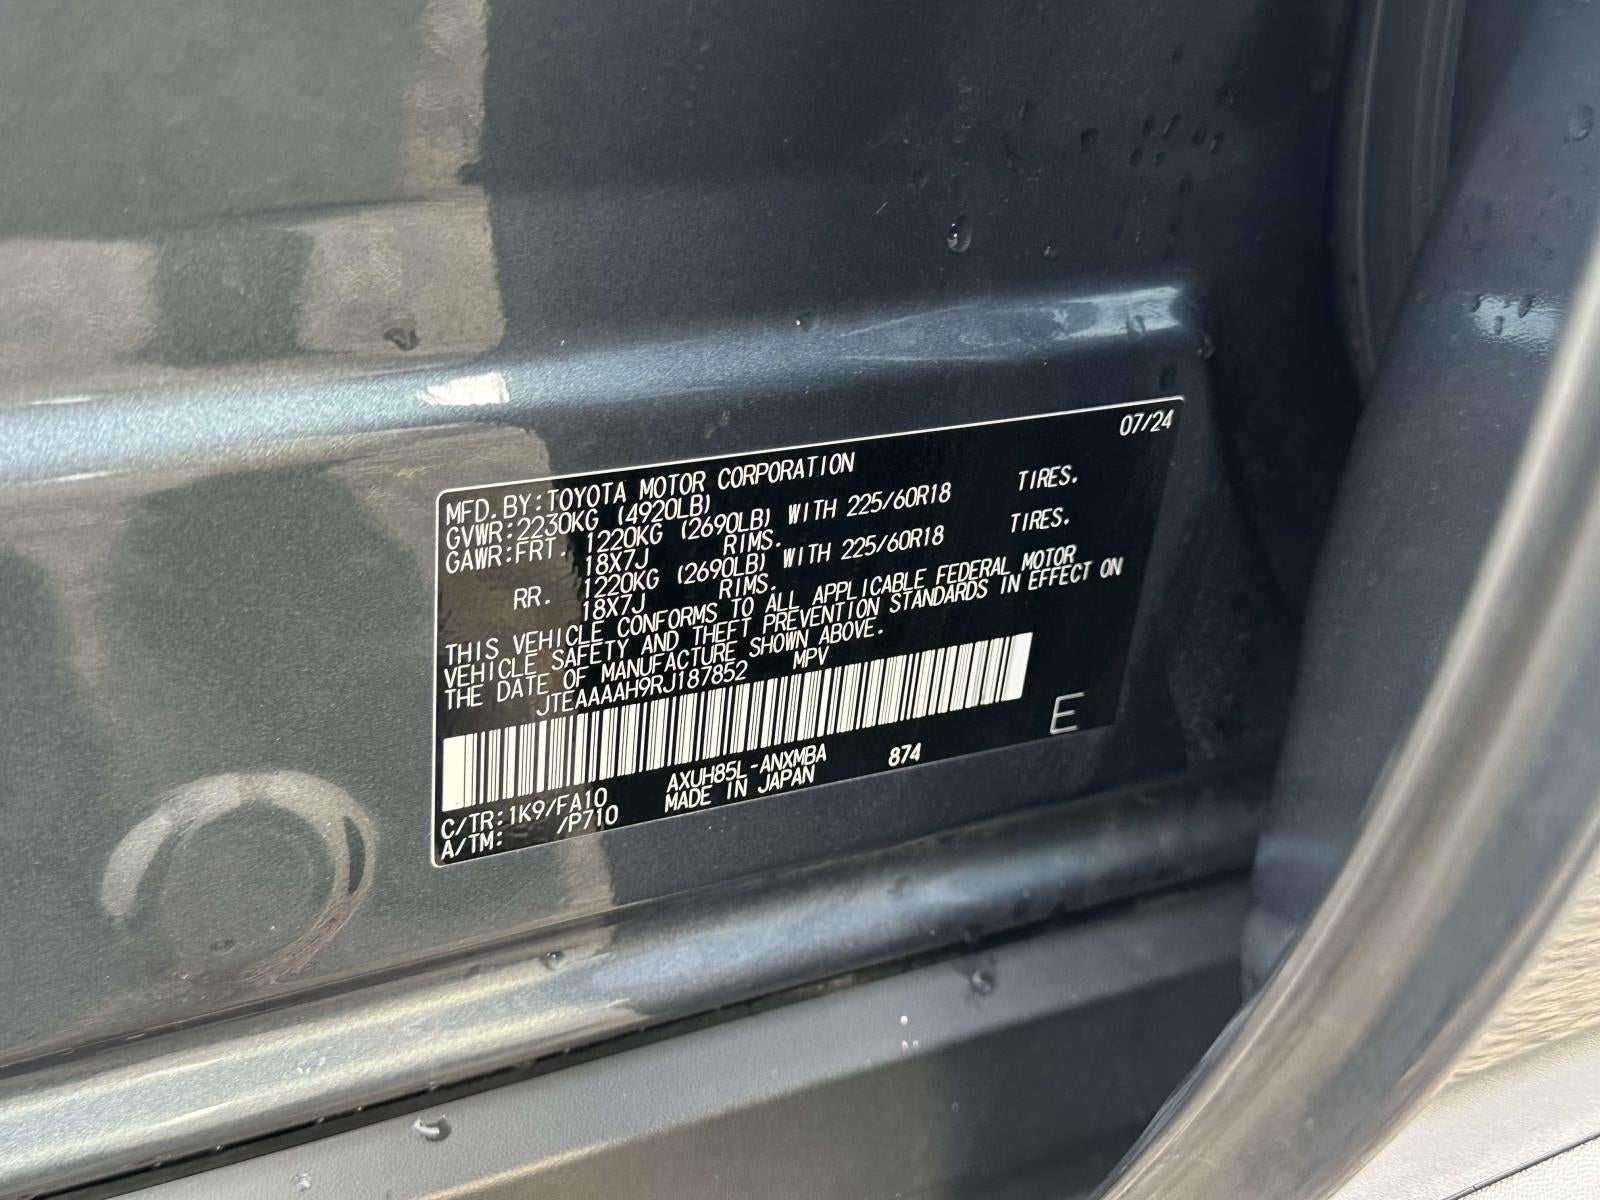 07/24
MFD.BY:TOYOTA MOTOR CORPORATION
GVWR:2230KG (4920LB)
GAWR:FRT. 1220KG (2690LB) WITH 225/60R18 TIRES.
18X7J RIMS.
RR. 1220KG (2690LB) WITH 225/60R18 TIRES.
18X7J RIMS.
THIS VEHICLE CONFORMS TO ALL APPLICABLE FEDERAL MOTOR
VEHICLE SAFETY AND THEFT PREVENTION STANDARDS IN EFFECT ON
THE DATE OF MANUFACTURE SHOWN ABOVE.
JTEAAAAH9RJ187852 MPV
E
C/TR:1K9/FA10 AXUH85L-ANXMBA 874
A/TM: /P710 MADE IN JAPAN